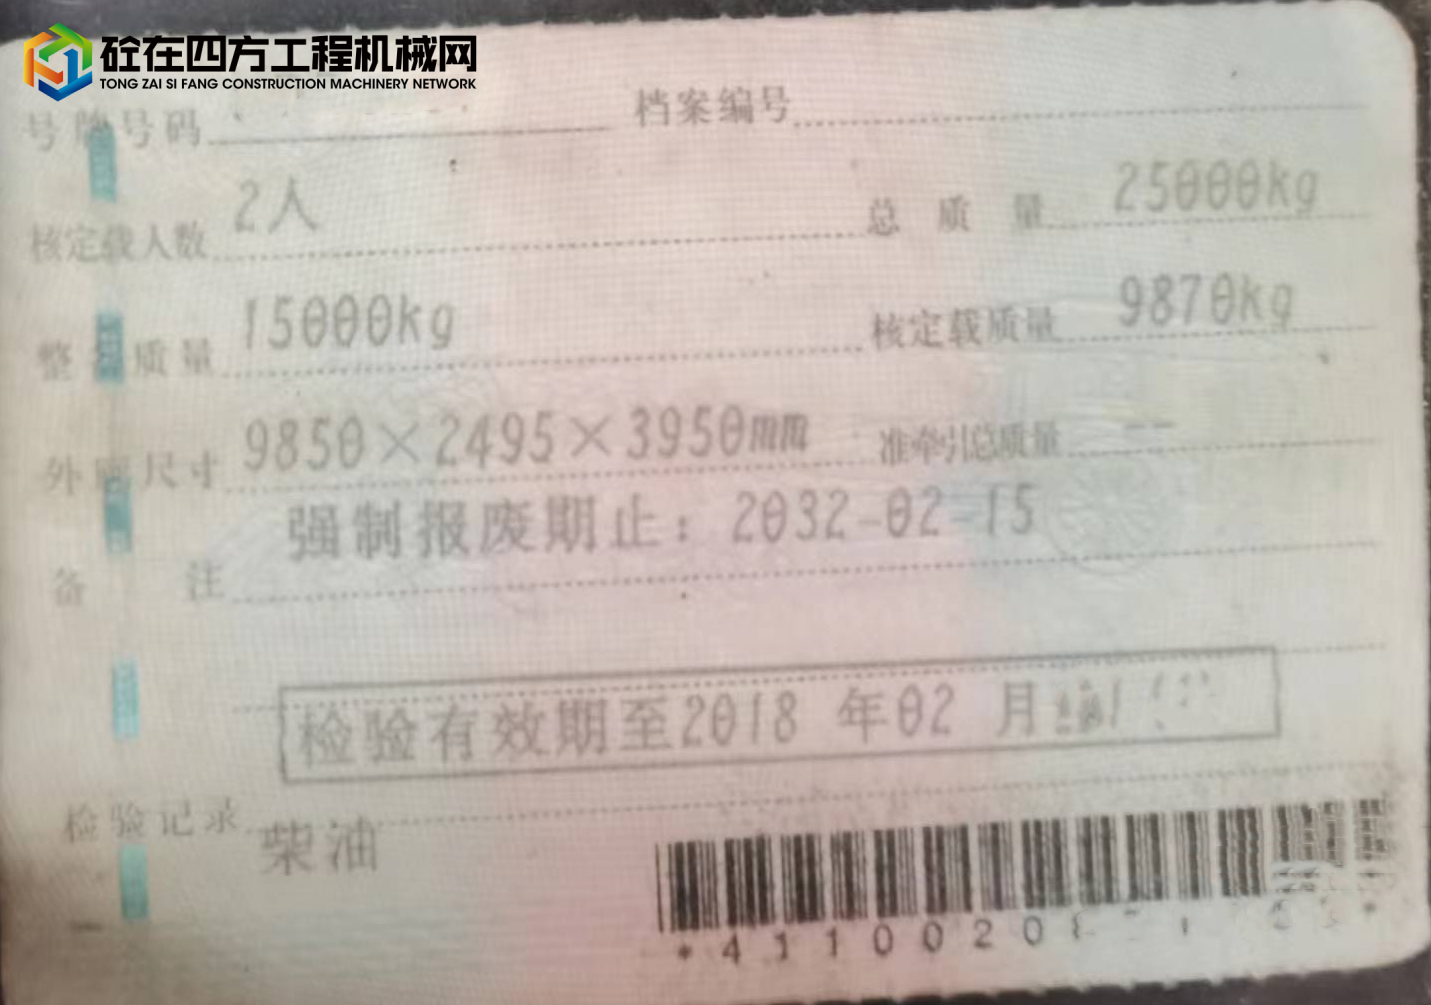 砼在四方工程机械网
TONG ZAI SI FANG CONSTRUCTION MACHINERY NETWORK
号牌号码 档案编号
核定载人数 2人 总质量 25000kg
整备质量 15000kg 核定载质量 9870kg
外廓尺寸 9850×2495×3950mm 准牵引总质量 --
备注 强制报废期止：2032-02-15
检验有效期至2018年02月
检验记录
柴油
*4110020